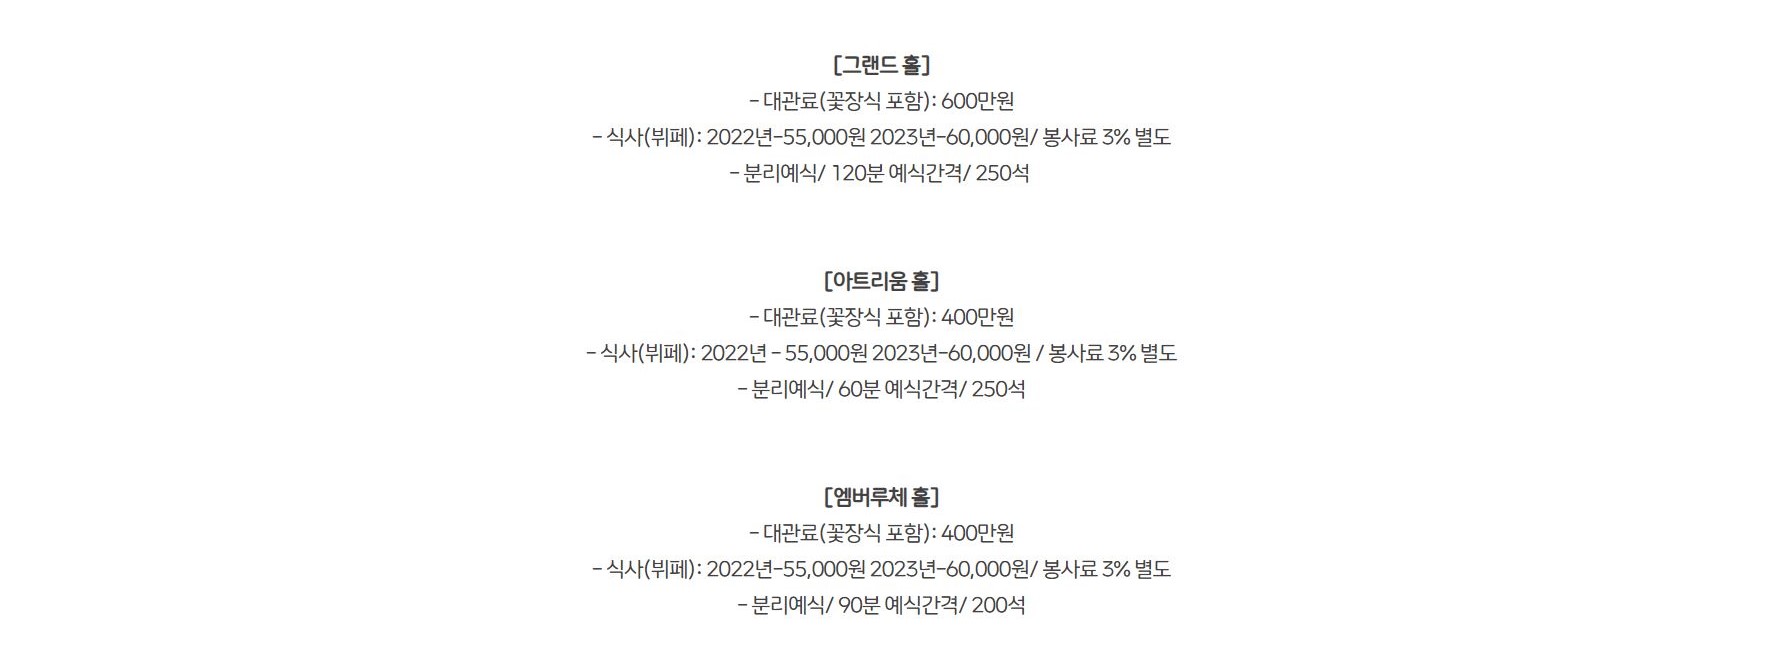 [그랜드 홀]
- 대관료(꽃장식 포함): 600만원
- 식사(뷔페): 2022년-55,000원 2023년-60,000원/ 봉사료 3% 별도
- 분리예식/ 120분 예식간격/ 250석
[아트리움 홀]
- 대관료(꽃장식 포함): 400만원
- 식사(뷔페): 2022년 - 55,000원 2023년-60,000원 / 봉사료 3% 별도
- 분리예식/ 60분 예식간격/ 250석
[엠버루체 홀]
- 대관료(꽃장식 포함): 400만원
- 식사(뷔페): 2022년-55,000원 2023년-60,000원/ 봉사료 3% 별도
- 분리예식/ 90분 예식간격/ 200석